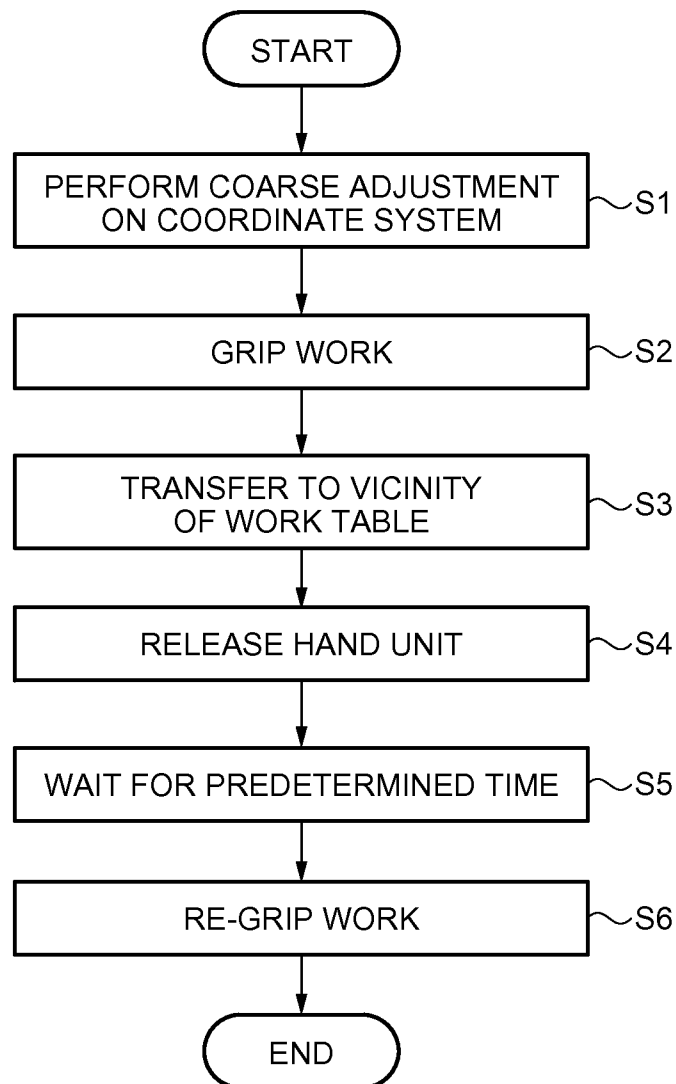 START
PERFORM COARSE ADJUSTMENT
ON COORDINATE SYSTEM
S1
GRIP WORK
S2
TRANSFER TO VICINITY
OF WORK TABLE
S3
RELEASE HAND UNIT
S4
WAIT FOR PREDETERMINED TIME
S5
RE-GRIP WORK
S6
END